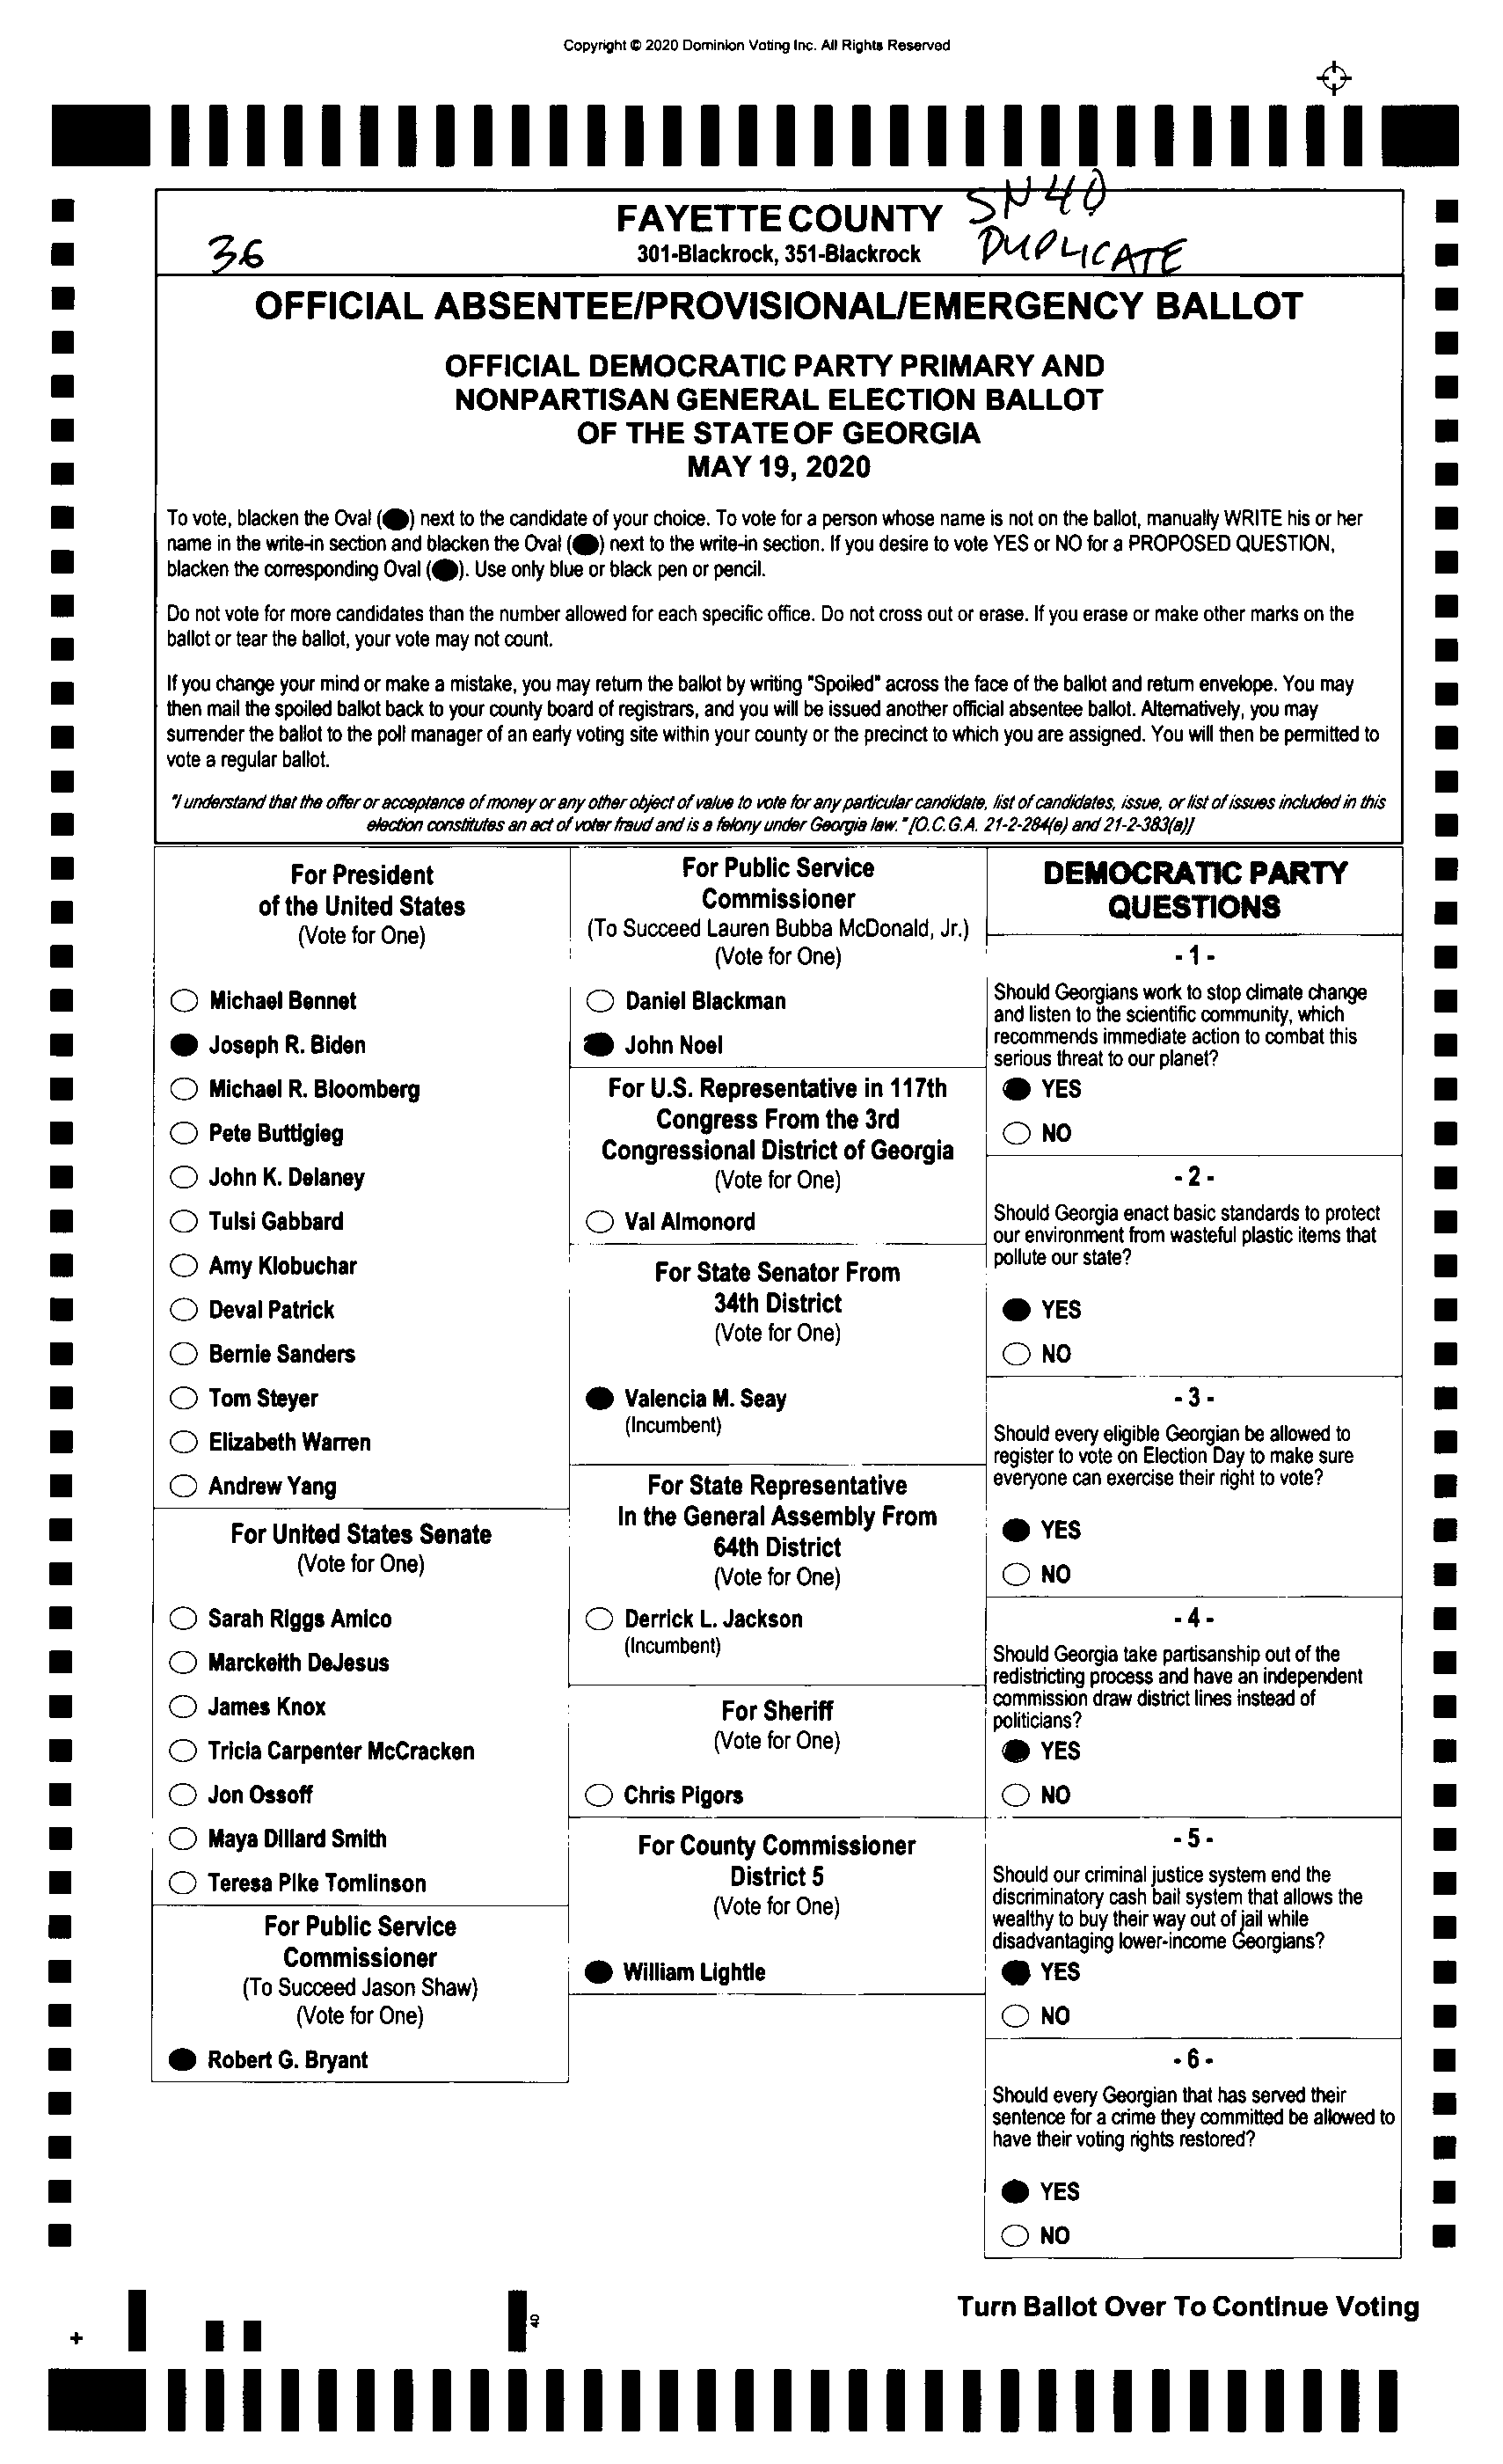 Copyright © 2020 Dominion Voting Inc. All Rights Reserved
FAYETTE COUNTY
SN40
36
301-Blackrock, 351-Blackrock
DUPLICATE
OFFICIAL ABSENTEE/PROVISIONAL/EMERGENCY BALLOT
OFFICIAL DEMOCRATIC PARTY PRIMARY AND
NONPARTISAN GENERAL ELECTION BALLOT
OF THE STATE OF GEORGIA
MAY 19, 2020
To vote, blacken the Oval (●) next to the candidate of your choice. To vote for a person whose name is not on the ballot, manually WRITE his or her
name in the write-in section and blacken the Oval (●) next to the write-in section. If you desire to vote YES or NO for a PROPOSED QUESTION,
blacken the corresponding Oval (●). Use only blue or black pen or pencil.
Do not vote for more candidates than the number allowed for each specific office. Do not cross out or erase. If you erase or make other marks on the
ballot or tear the ballot, your vote may not count.
If you change your mind or make a mistake, you may return the ballot by writing "Spoiled" across the face of the ballot and return envelope. You may
then mail the spoiled ballot back to your county board of registrars, and you will be issued another official absentee ballot. Alternatively, you may
surrender the ballot to the poll manager of an early voting site within your county or the precinct to which you are assigned. You will then be permitted to
vote a regular ballot.
"I understand that the offer or acceptance of money or any other object of value to vote for any particular candidate, list of candidates, issue, or list of issues included in this
election constitutes an act of voter fraud and is a felony under Georgia law." [O.C.G.A. 21-2-284(e) and 21-2-383(a)]
For President
of the United States
(Vote for One)
Michael Bennet
Joseph R. Biden
Michael R. Bloomberg
Pete Buttigieg
John K. Delaney
Tulsi Gabbard
Amy Klobuchar
Deval Patrick
Bernie Sanders
Tom Steyer
Elizabeth Warren
Andrew Yang
For United States Senate
(Vote for One)
Sarah Riggs Amico
Marckeith DeJesus
James Knox
Tricia Carpenter McCracken
Jon Ossoff
Maya Dillard Smith
Teresa Pike Tomlinson
For Public Service
Commissioner
(To Succeed Jason Shaw)
(Vote for One)
Robert G. Bryant
For Public Service
Commissioner
(To Succeed Lauren Bubba McDonald, Jr.)
(Vote for One)
Daniel Blackman
John Noel
For U.S. Representative in 117th
Congress From the 3rd
Congressional District of Georgia
(Vote for One)
Val Almonord
For State Senator From
34th District
(Vote for One)
Valencia M. Seay
(Incumbent)
For State Representative
In the General Assembly From
64th District
(Vote for One)
Derrick L. Jackson
(Incumbent)
For Sheriff
(Vote for One)
Chris Pigors
For County Commissioner
District 5
(Vote for One)
William Lightle
DEMOCRATIC PARTY
QUESTIONS
- 1 -
Should Georgians work to stop climate change
and listen to the scientific community, which
recommends immediate action to combat this
serious threat to our planet?
YES
NO
- 2 -
Should Georgia enact basic standards to protect
our environment from wasteful plastic items that
pollute our state?
YES
NO
- 3 -
Should every eligible Georgian be allowed to
register to vote on Election Day to make sure
everyone can exercise their right to vote?
YES
NO
- 4 -
Should Georgia take partisanship out of the
redistricting process and have an independent
commission draw district lines instead of
politicians?
YES
NO
- 5 -
Should our criminal justice system end the
discriminatory cash bail system that allows the
wealthy to buy their way out of jail while
disadvantaging lower-income Georgians?
YES
NO
- 6 -
Should every Georgian that has served their
sentence for a crime they committed be allowed to
have their voting rights restored?
YES
NO
Turn Ballot Over To Continue Voting
40